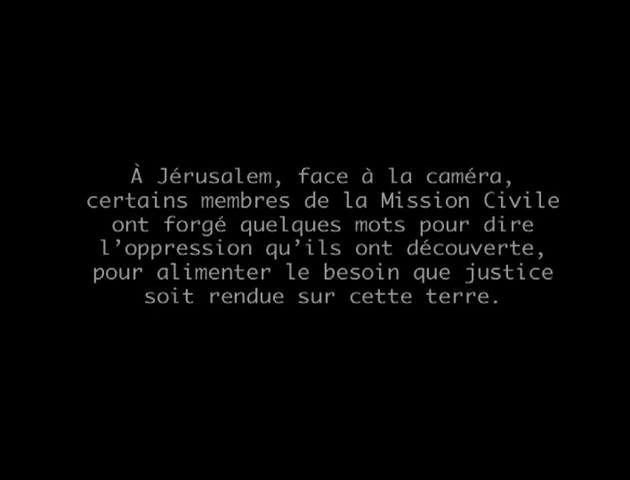 À Jérusalem, face à la caméra,
certains membres de la Mission Civile
ont forgé quelques mots pour dire
l’oppression qu’ils ont découverte,
pour alimenter le besoin que justice
soit rendue sur cette terre.